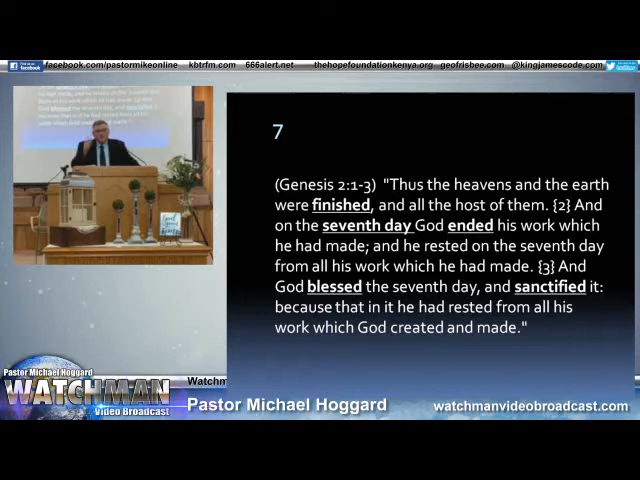 Find us on facebook
facebook.com/pastormikeonline kbtrfm.com 666alert.net thehopefoundationkenya.org geofrisbee.com @kingjamescode.com
7
(Genesis 2:1-3) "Thus the heavens and the earth
were finished, and all the host of them. {2} And
on the seventh day God ended his work which
he had made; and he rested on the seventh day
from all his work which he had made. {3} And
God blessed the seventh day, and sanctified it:
because that in it he had rested from all his
work which God created and made."
Pastor Michael Hoggard
WATCHMAN
Video Broadcast
Watchm
Pastor Michael Hoggard
watchmanvideobroadcast.com